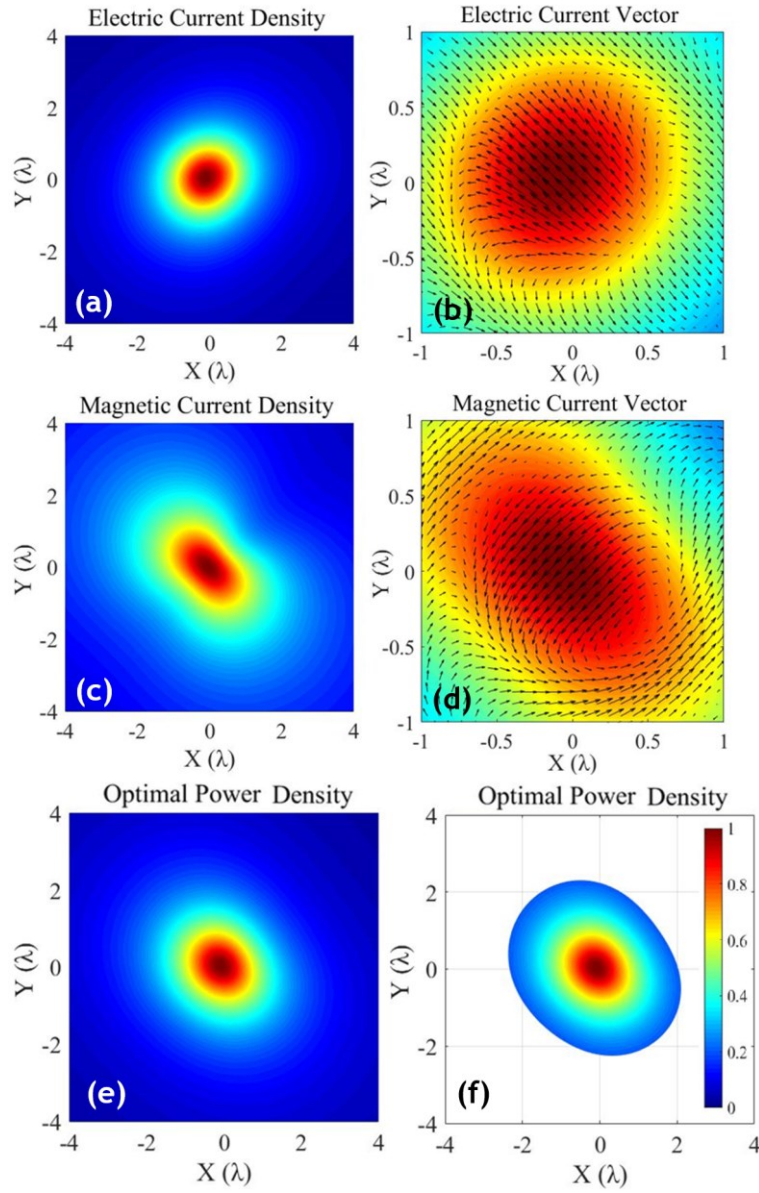 Electric Current Density
Electric Current Vector
4
2
0
-2
-4
Y (λ)
(a)
-4
-2
0
2
4
X (λ)
1
0.5
0
-0.5
-1
Y (λ)
(b)
-1
-0.5
0
0.5
1
X (λ)
Magnetic Current Density
Magnetic Current Vector
4
2
0
-2
-4
Y (λ)
(c)
-4
-2
0
2
4
X (λ)
1
0.5
0
-0.5
-1
Y (λ)
(d)
-1
-0.5
0
0.5
1
X (λ)
Optimal Power Density
Optimal Power Density
4
2
0
-2
-4
Y (λ)
(e)
-4
-2
0
2
4
X (λ)
4
2
0
-2
-4
Y (λ)
(f)
1
0.8
0.6
0.4
0.2
0
-4
-2
0
2
4
X (λ)